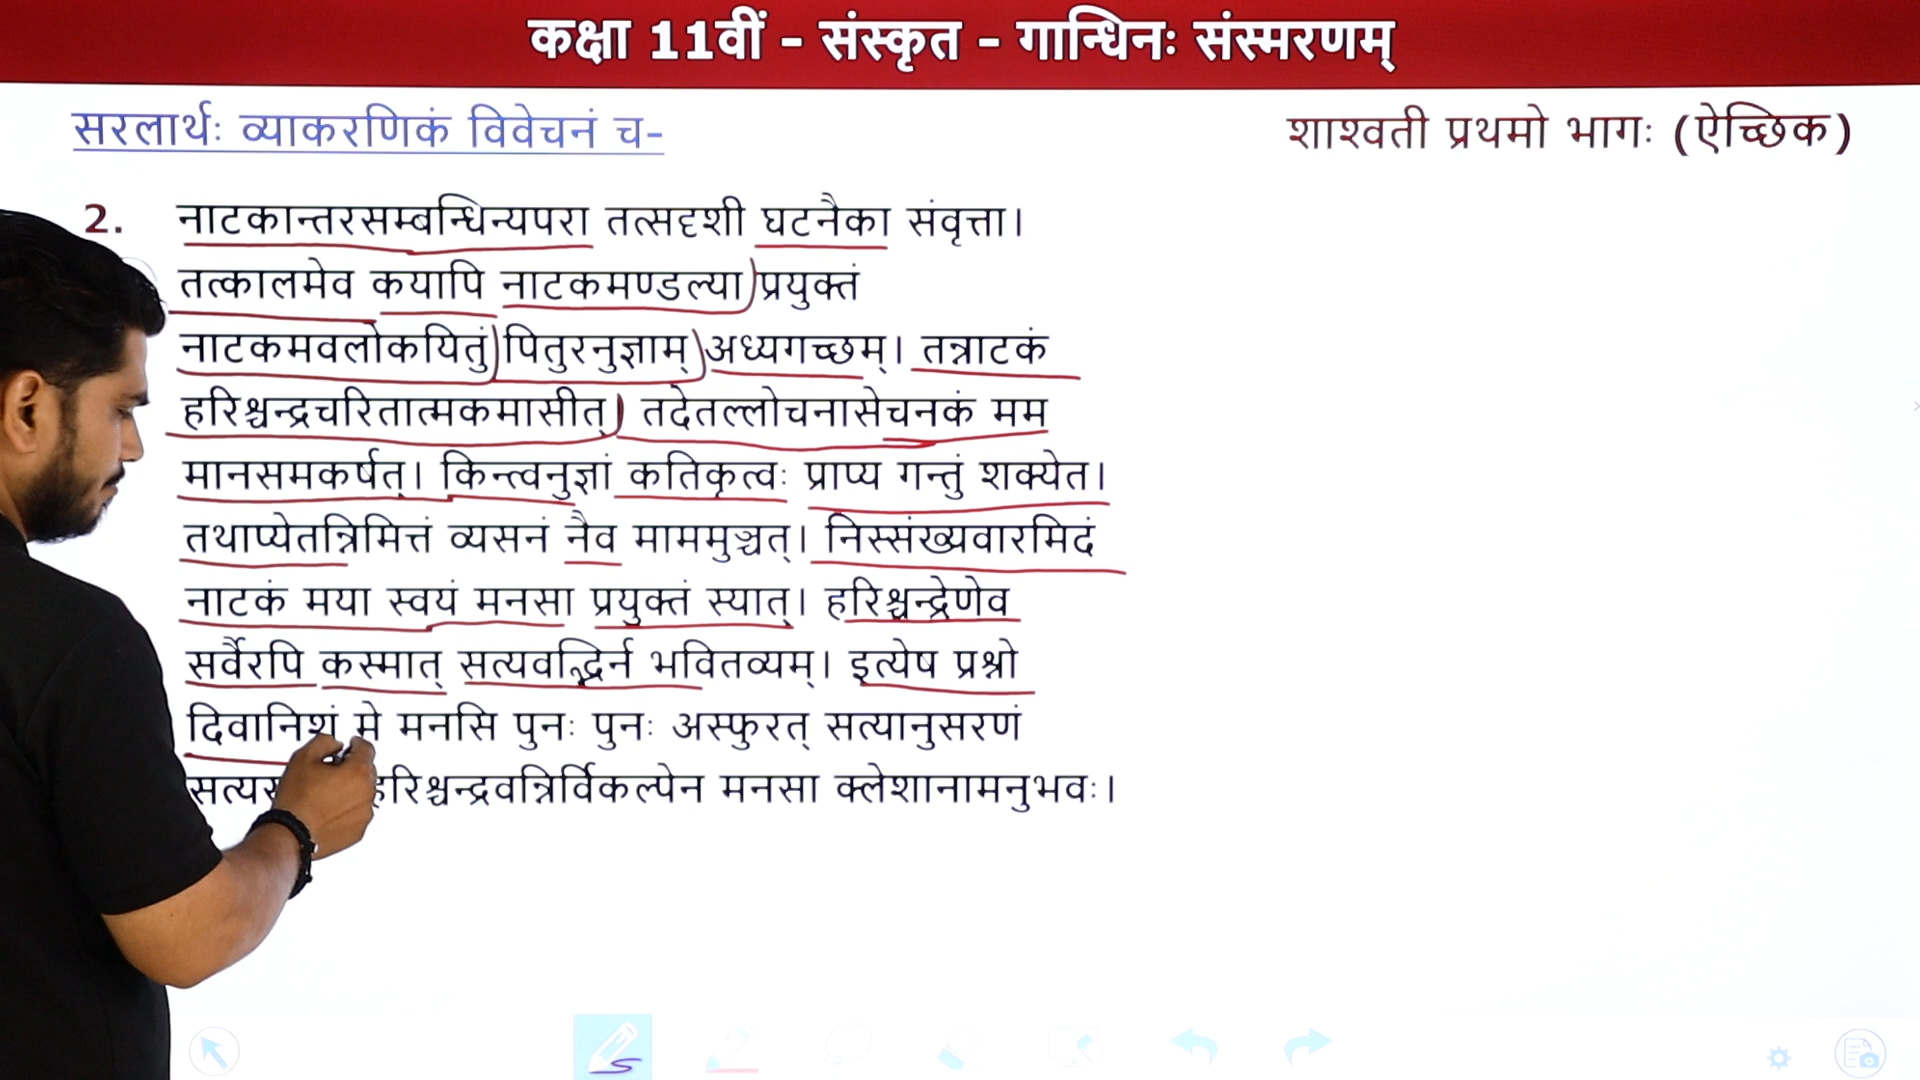 कक्षा 11वीं - संस्कृत - गान्धिनः संस्मरणम्
सरलार्थः व्याकरणिकं विवेचनं च-
शाश्वती प्रथमो भागः (ऐच्छिक)
2. नाटकान्तरसम्बन्धिन्यपरा तत्सदृशी घटनैका संवृत्ता।
तत्कालमेव कयापि नाटकमण्डल्या प्रयुक्तं
नाटकमवलोकयितुं पितुरनुज्ञाम् अध्यगच्छम्। तन्नाटकं
हरिश्चन्द्रचरितात्मकमासीत्। तदेतल्लोचनासेचनकं मम
मानसमकर्षत्। किन्त्वनुज्ञां कतिकृत्वः प्राप्य गन्तुं शक्येत।
तथाप्येतन्निमित्तं व्यसनं नैव माममुञ्चत्। निस्संख्यवारमिदं
नाटकं मया स्वयं मनसा प्रयुक्तं स्यात्। हरिश्चन्द्रेणेव
सर्वैरपि कस्मात् सत्यवद्भिर्न भवितव्यम्। इत्येष प्रश्नो
दिवानिशं मे मनसि पुनः पुनः अस्फुरत् सत्यानुसरणं
हरिश्चन्द्रवन्निर्विकल्पेन मनसा क्लेशानामनुभवः।